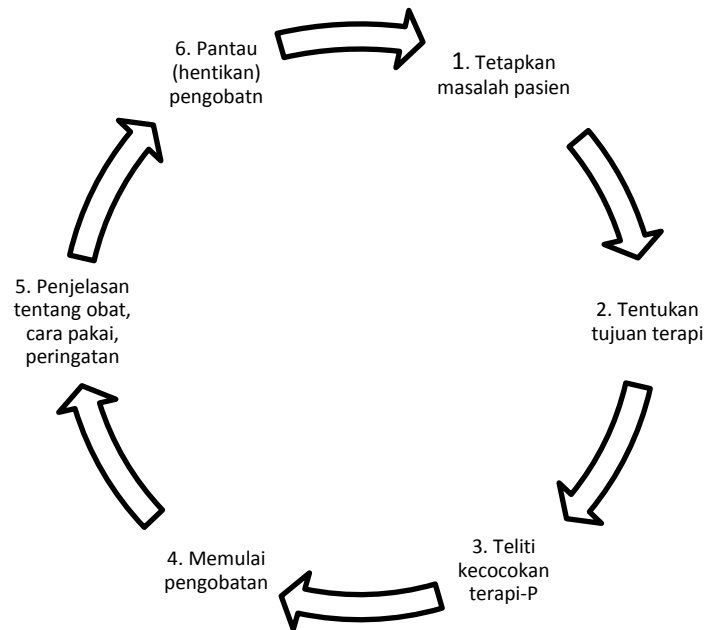 1. Tetapkan
masalah pasien
2. Tentukan
tujuan terapi
3. Teliti
kecocokan
terapi-P
4. Memulai
pengobatan
5. Penjelasan
tentang obat,
cara pakai,
peringatan
6. Pantau
(hentikan)
pengobatn